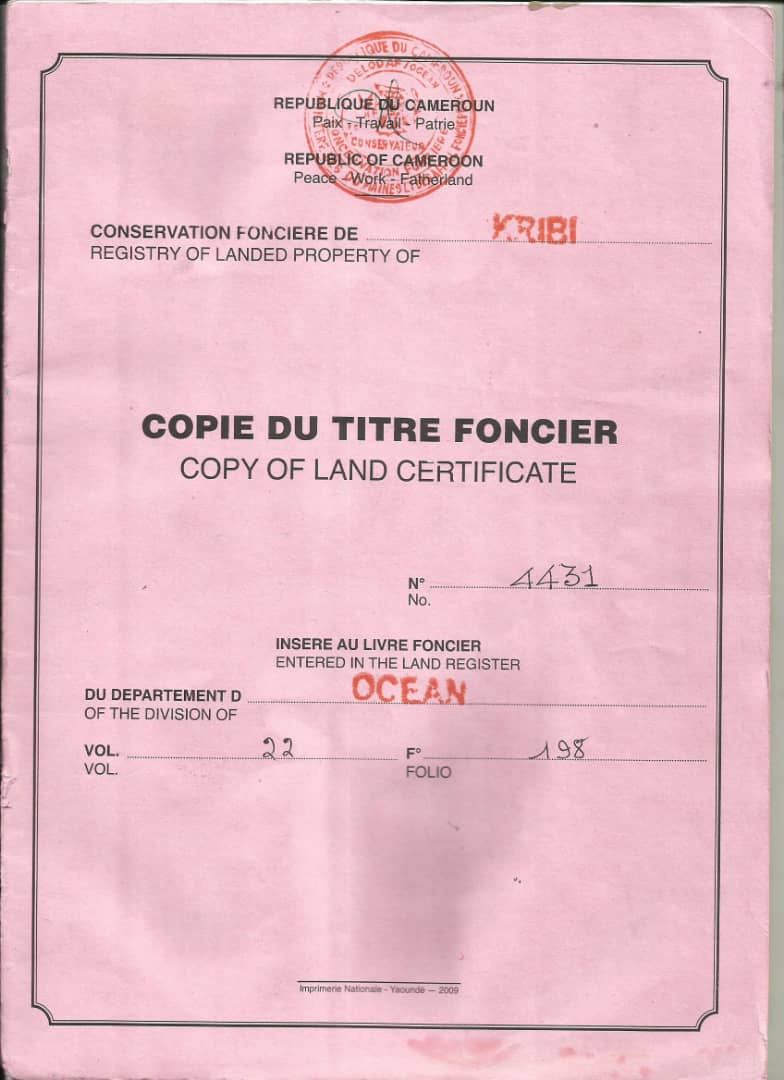 REPUBLIQUE DU CAMEROUN
Paix - Travail - Patrie
CONSERVATEUR
REPUBLIC OF CAMEROON
Peace - Work - Fatherland
CONSERVATION FONCIERE DE KRIBI
REGISTRY OF LANDED PROPERTY OF
COPIE DU TITRE FONCIER
COPY OF LAND CERTIFICATE
N° 4431
No.
INSERE AU LIVRE FONCIER
ENTERED IN THE LAND REGISTER
DU DEPARTEMENT D OCEAN
OF THE DIVISION OF
VOL. 22 F° 198
VOL. FOLIO
Imprimerie Nationale - Yaoundé — 2009